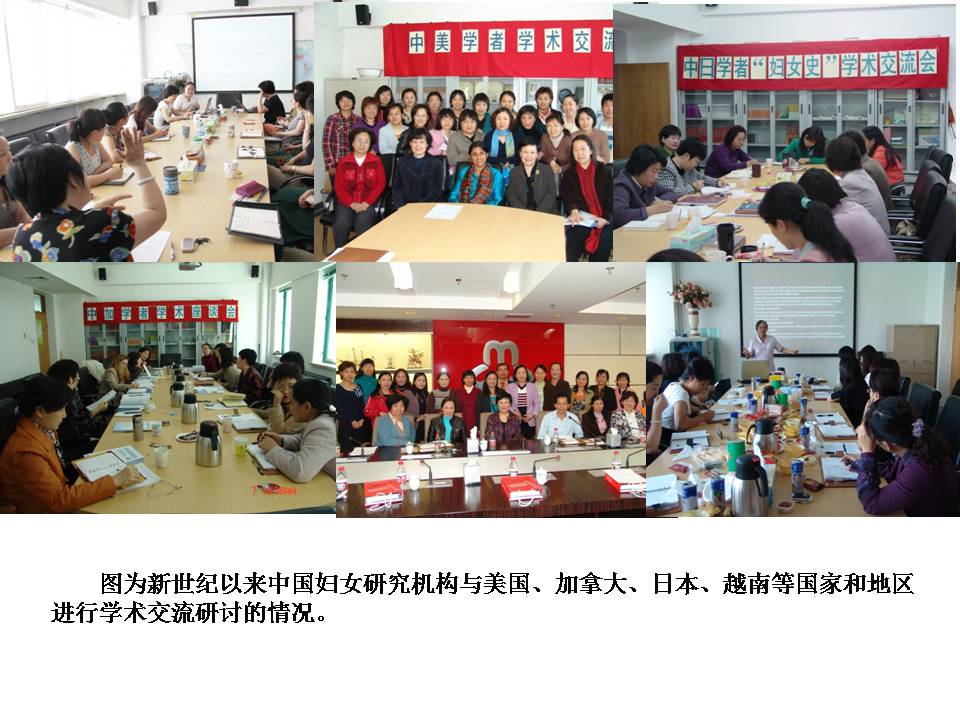 中美学者学术交流
中日学者“妇女史”学术交流会
中加学者学术座谈会
图为新世纪以来中国妇女研究机构与美国、加拿大、日本、越南等国家和地区
进行学术交流研讨的情况。